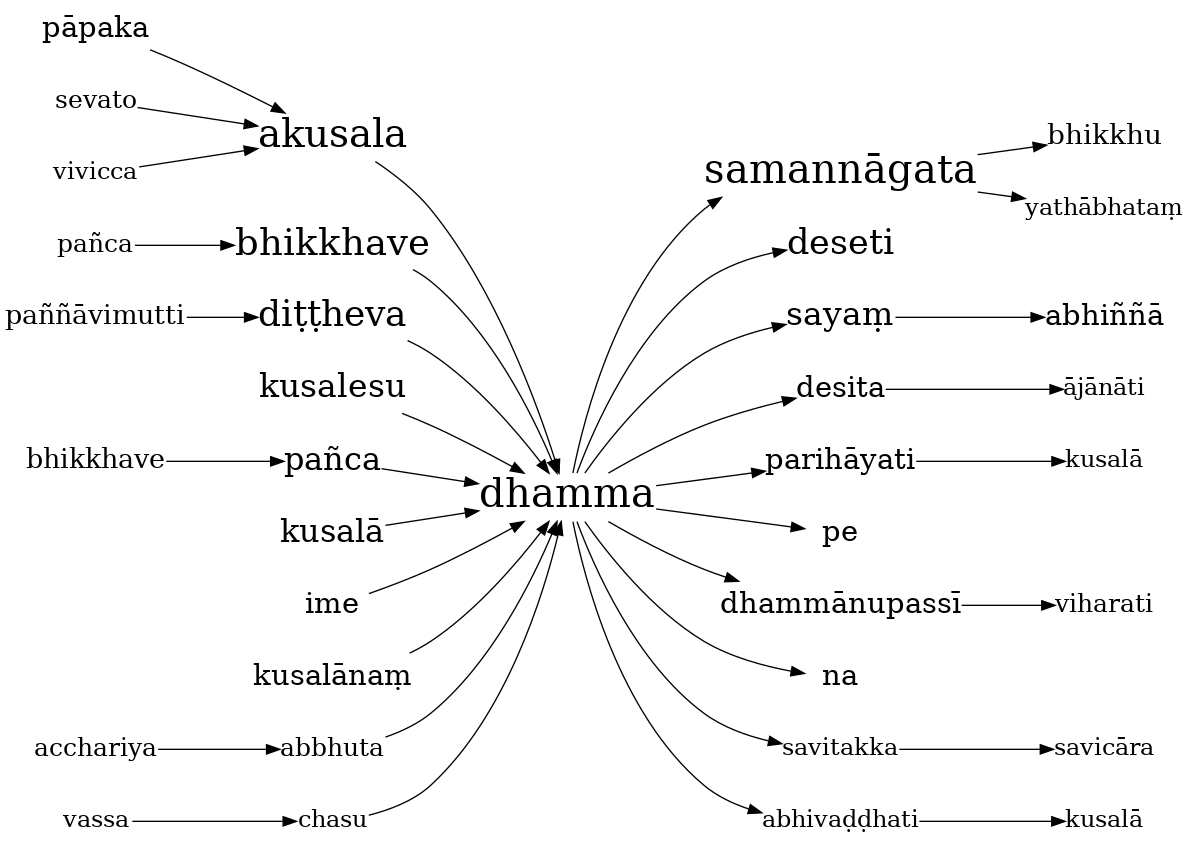 pāpaka
sevato
akusala
bhikkhu
samannāgata
vivicca
yathābhataṃ
pañca
bhikkhave
deseti
paññāvimutti
diṭṭheva
sayaṃ
abhiññā
kusalesu
desita
ājānāti
bhikkhave
pañca
parihāyati
kusalā
dhamma
kusalā
pe
ime
dhammānupassī
viharati
kusalānaṃ
na
acchariya
abbhuta
savitakka
savicāra
vassa
chasu
abhivaḍḍhati
kusalā